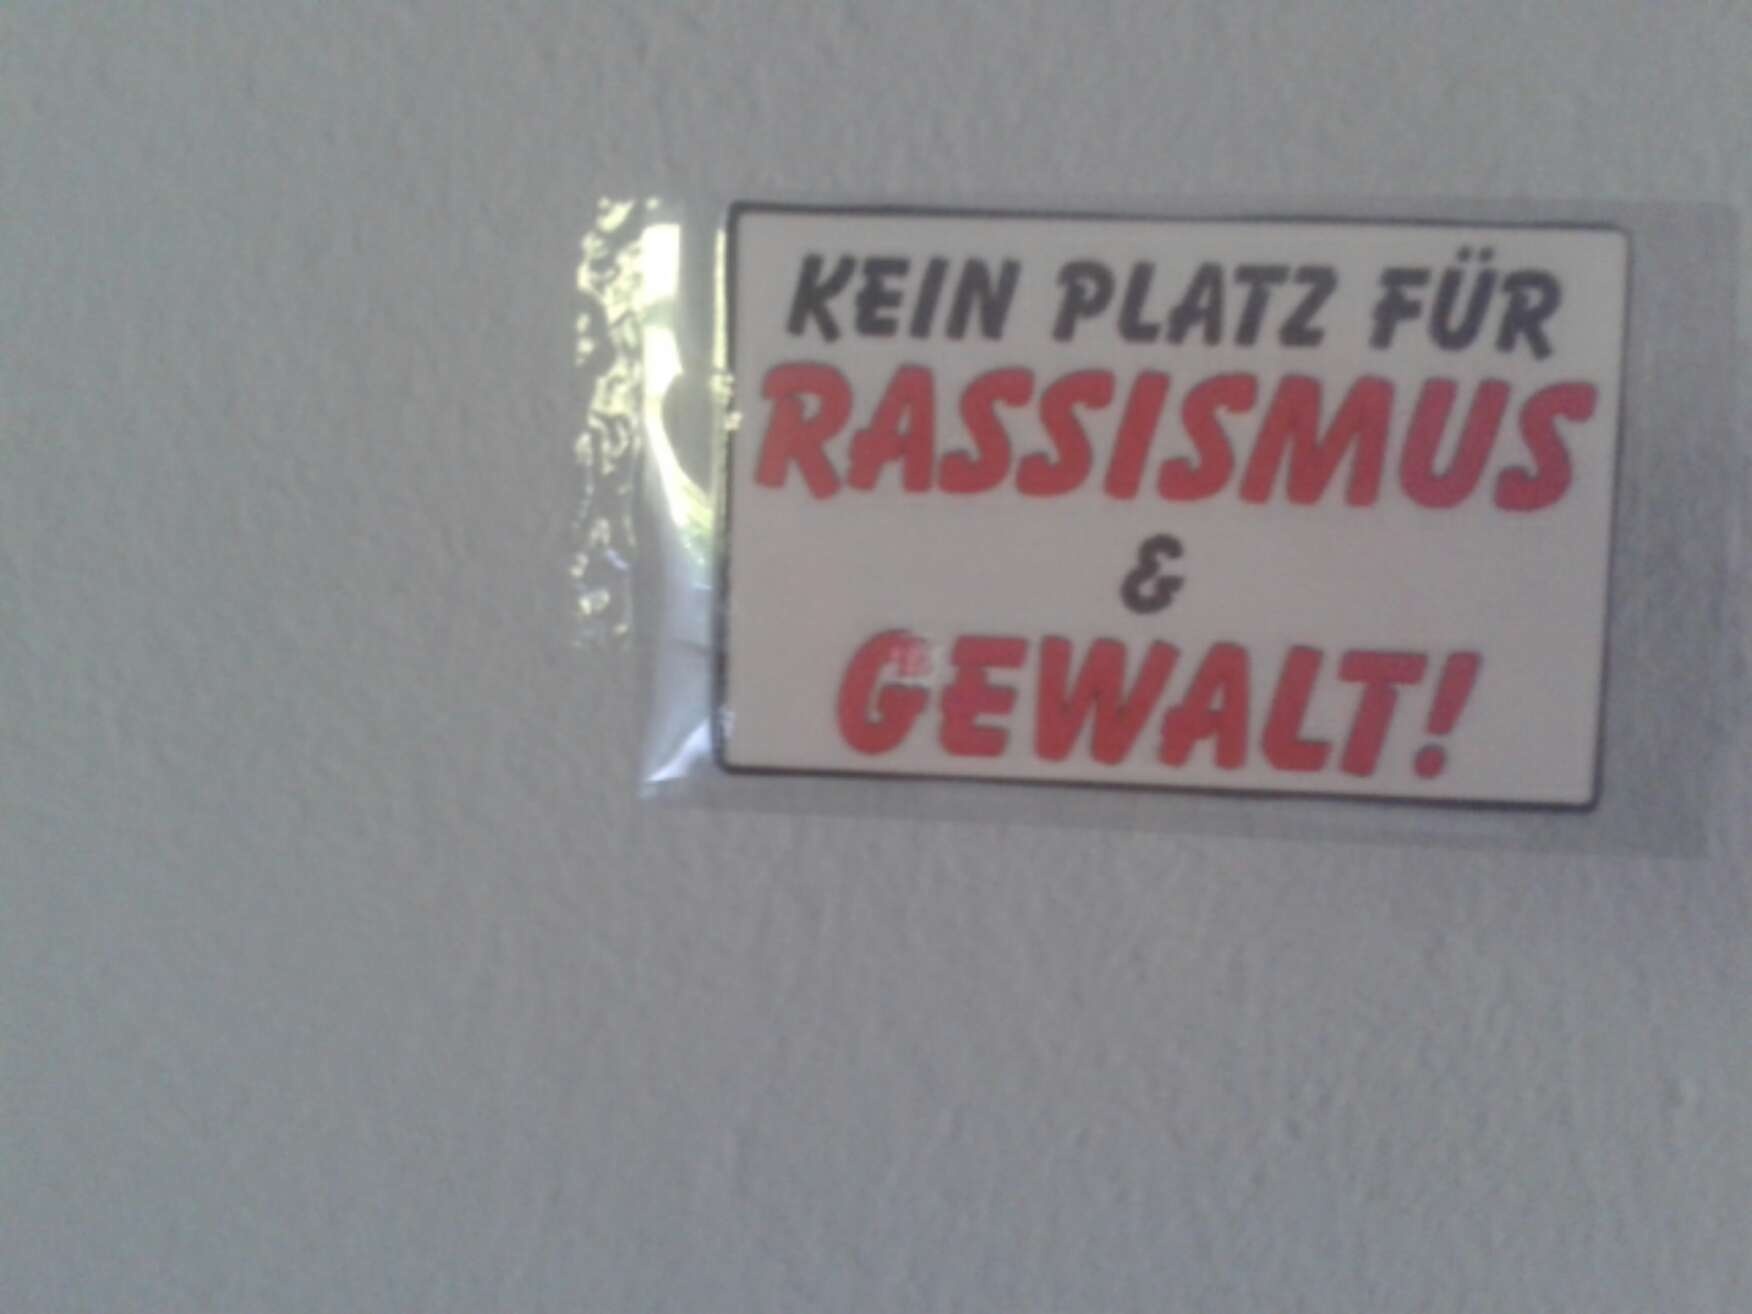 KEIN PLATZ FÜR
RASSISMUS
&
GEWALT!